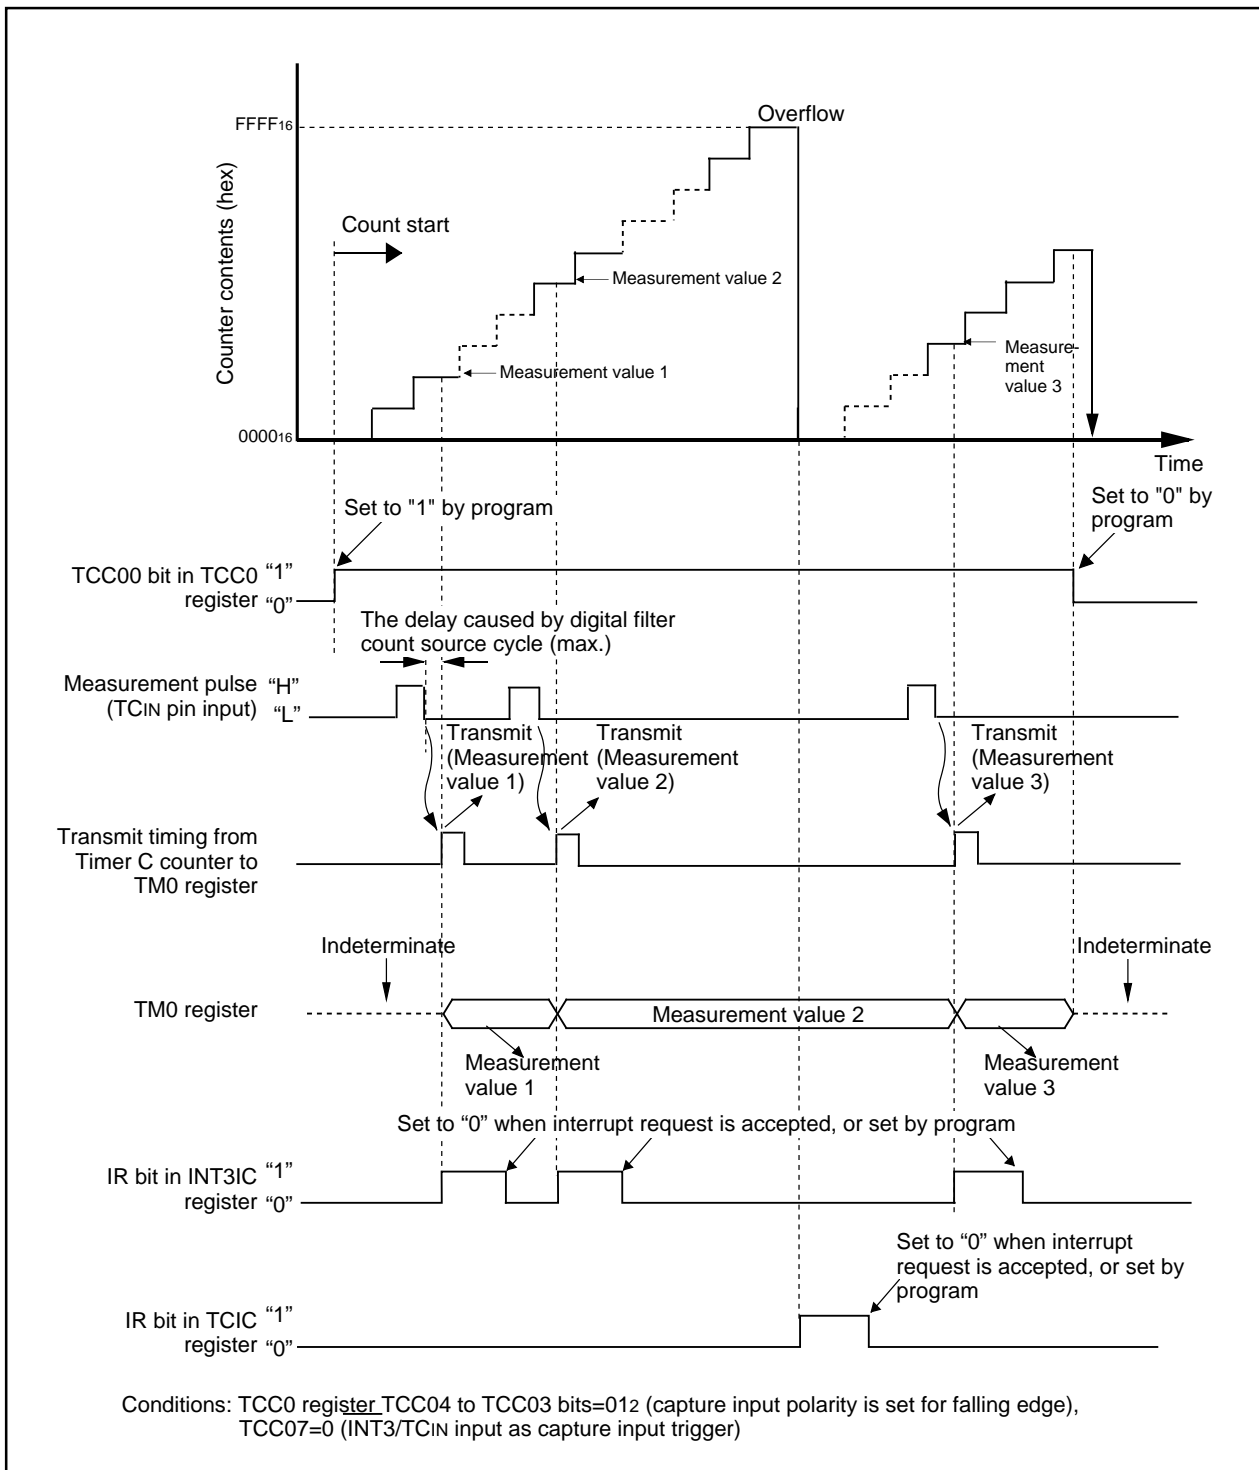 Overflow
FFFF16
Counter contents (hex)
Count start
Measurement value 2
Measurement value 1
Measure-
ment
value 3
000016
Time
Set to "1" by program
Set to "0" by
program
TCC00 bit in TCC0 “1”
register “0”
The delay caused by digital filter
count source cycle (max.)
Measurement pulse “H”
(TCIN pin input) “L”
Transmit
(Measurement
value 1)
Transmit
(Measurement
value 2)
Transmit
(Measurement
value 3)
Transmit timing from
Timer C counter to
TM0 register
Indeterminate
Indeterminate
TM0 register
Measurement value 2
Measurement
value 1
Measurement
value 3
Set to “0” when interrupt request is accepted, or set by program
IR bit in INT3IC “1”
register “0”
Set to “0” when interrupt
request is accepted, or set by
program
IR bit in TCIC “1”
register “0”
Conditions: TCC0 register TCC04 to TCC03 bits=012 (capture input polarity is set for falling edge),
TCC07=0 (INT3/TCIN input as capture input trigger)